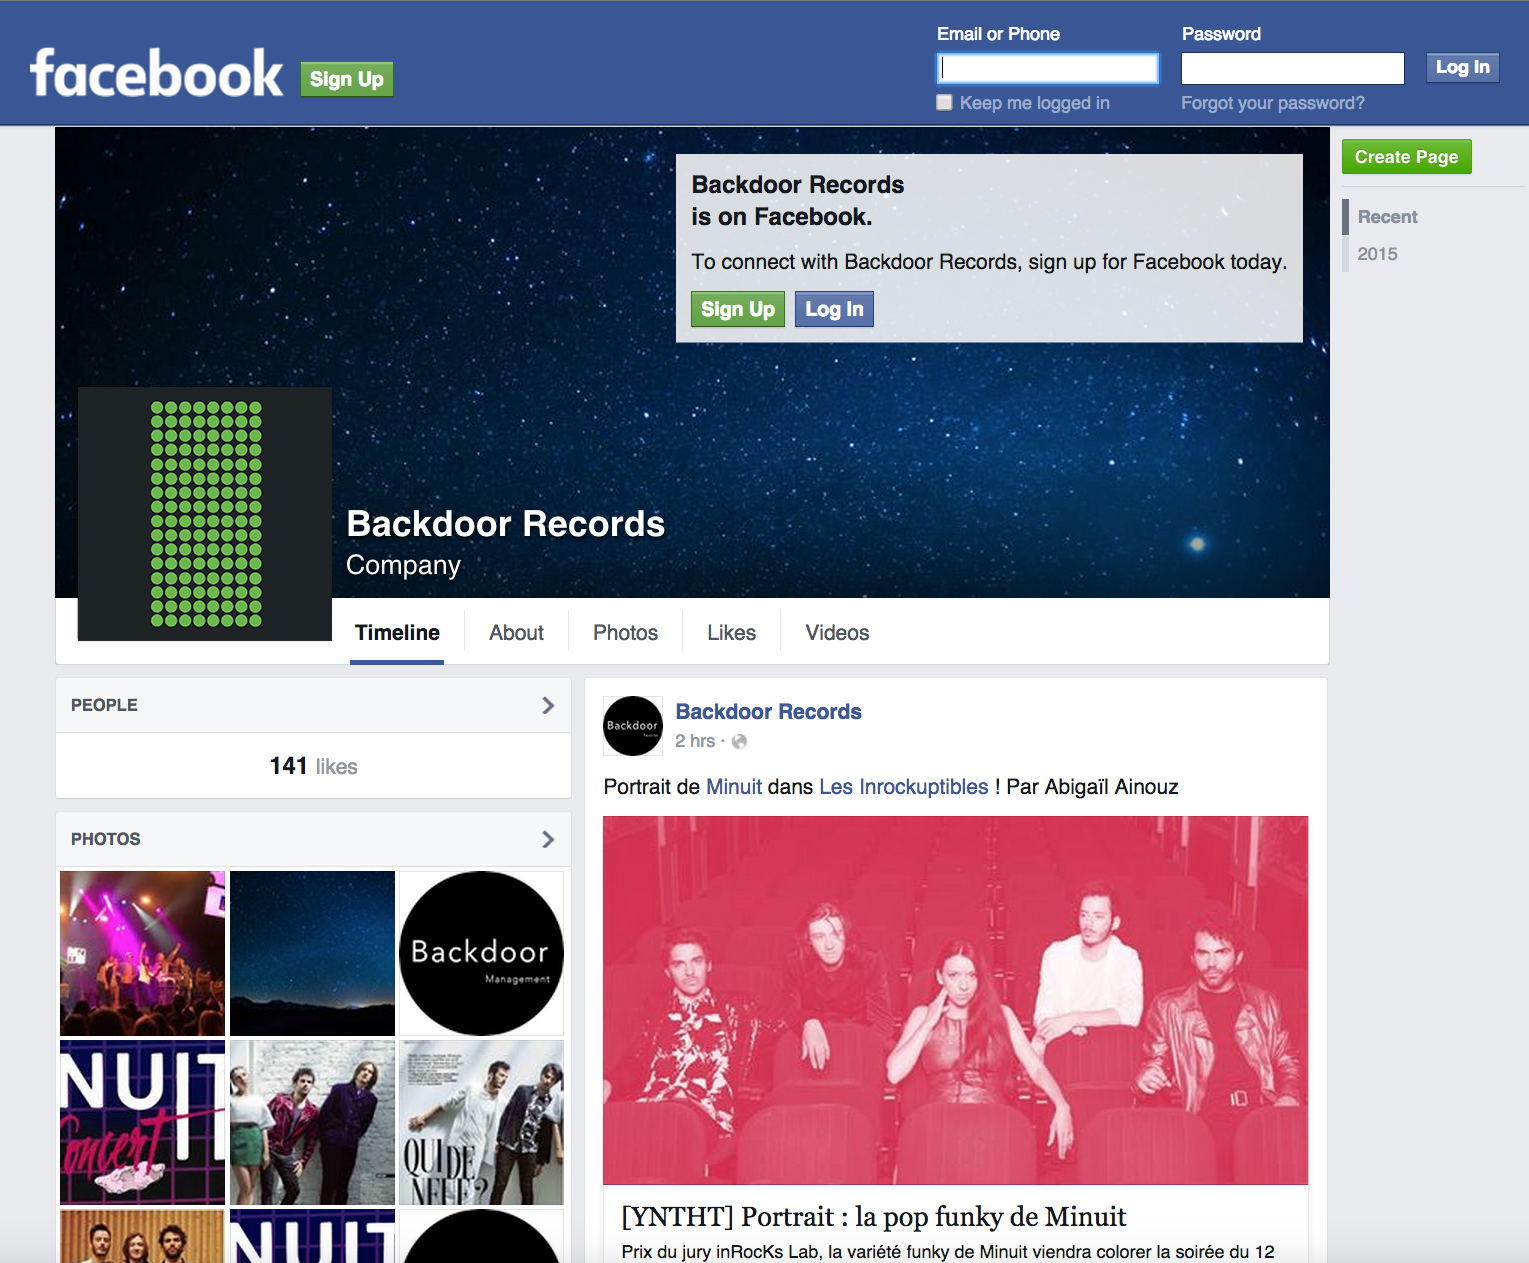 facebook
Sign Up
Email or Phone
Password
Log In
Keep me logged in
Forgot your password?
Create Page
Recent
2015
Backdoor Records
is on Facebook.
To connect with Backdoor Records, sign up for Facebook today.
Sign Up
Log In
Backdoor Records
Company
Timeline
About
Photos
Likes
Videos
PEOPLE
141 likes
PHOTOS
Backdoor
Management
NUIT
Concert
QUI DE
NEUF?
NUIT
Backdoor
Records
Backdoor Records
2 hrs ·
Portrait de Minuit dans Les Inrockuptibles ! Par Abigaïl Ainouz
[YNTHT] Portrait : la pop funky de Minuit
Prix du jury inRocKs Lab, la variété funky de Minuit viendra colorer la soirée du 12